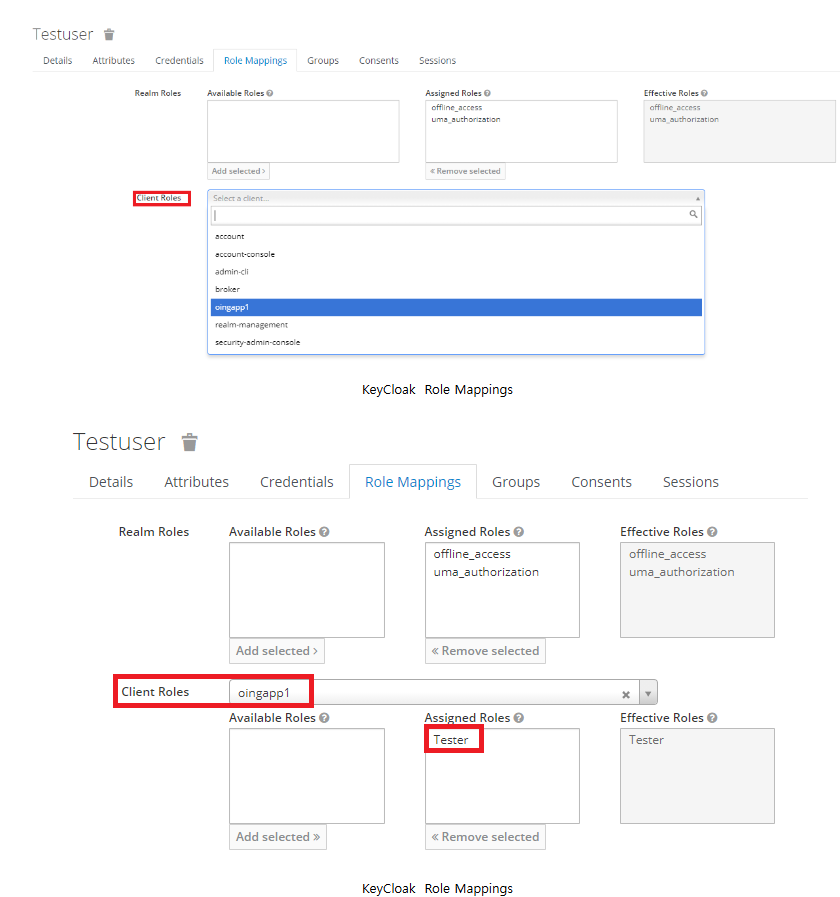 Testuser
Details Attributes Credentials Role Mappings Groups Consents Sessions
Realm Roles Available Roles Assigned Roles Effective Roles
offline_access offline_access
uma_authorization uma_authorization
Add selected > « Remove selected
Client Roles Select a client...
account
account-console
admin-cli
broker
oingapp1
realm-management
security-admin-console
KeyCloak Role Mappings
Testuser
Details Attributes Credentials Role Mappings Groups Consents Sessions
Realm Roles Available Roles Assigned Roles Effective Roles
offline_access offline_access
uma_authorization uma_authorization
Add selected > « Remove selected
Client Roles oingapp1
Available Roles Assigned Roles Effective Roles
Tester Tester
Add selected » « Remove selected
KeyCloak Role Mappings